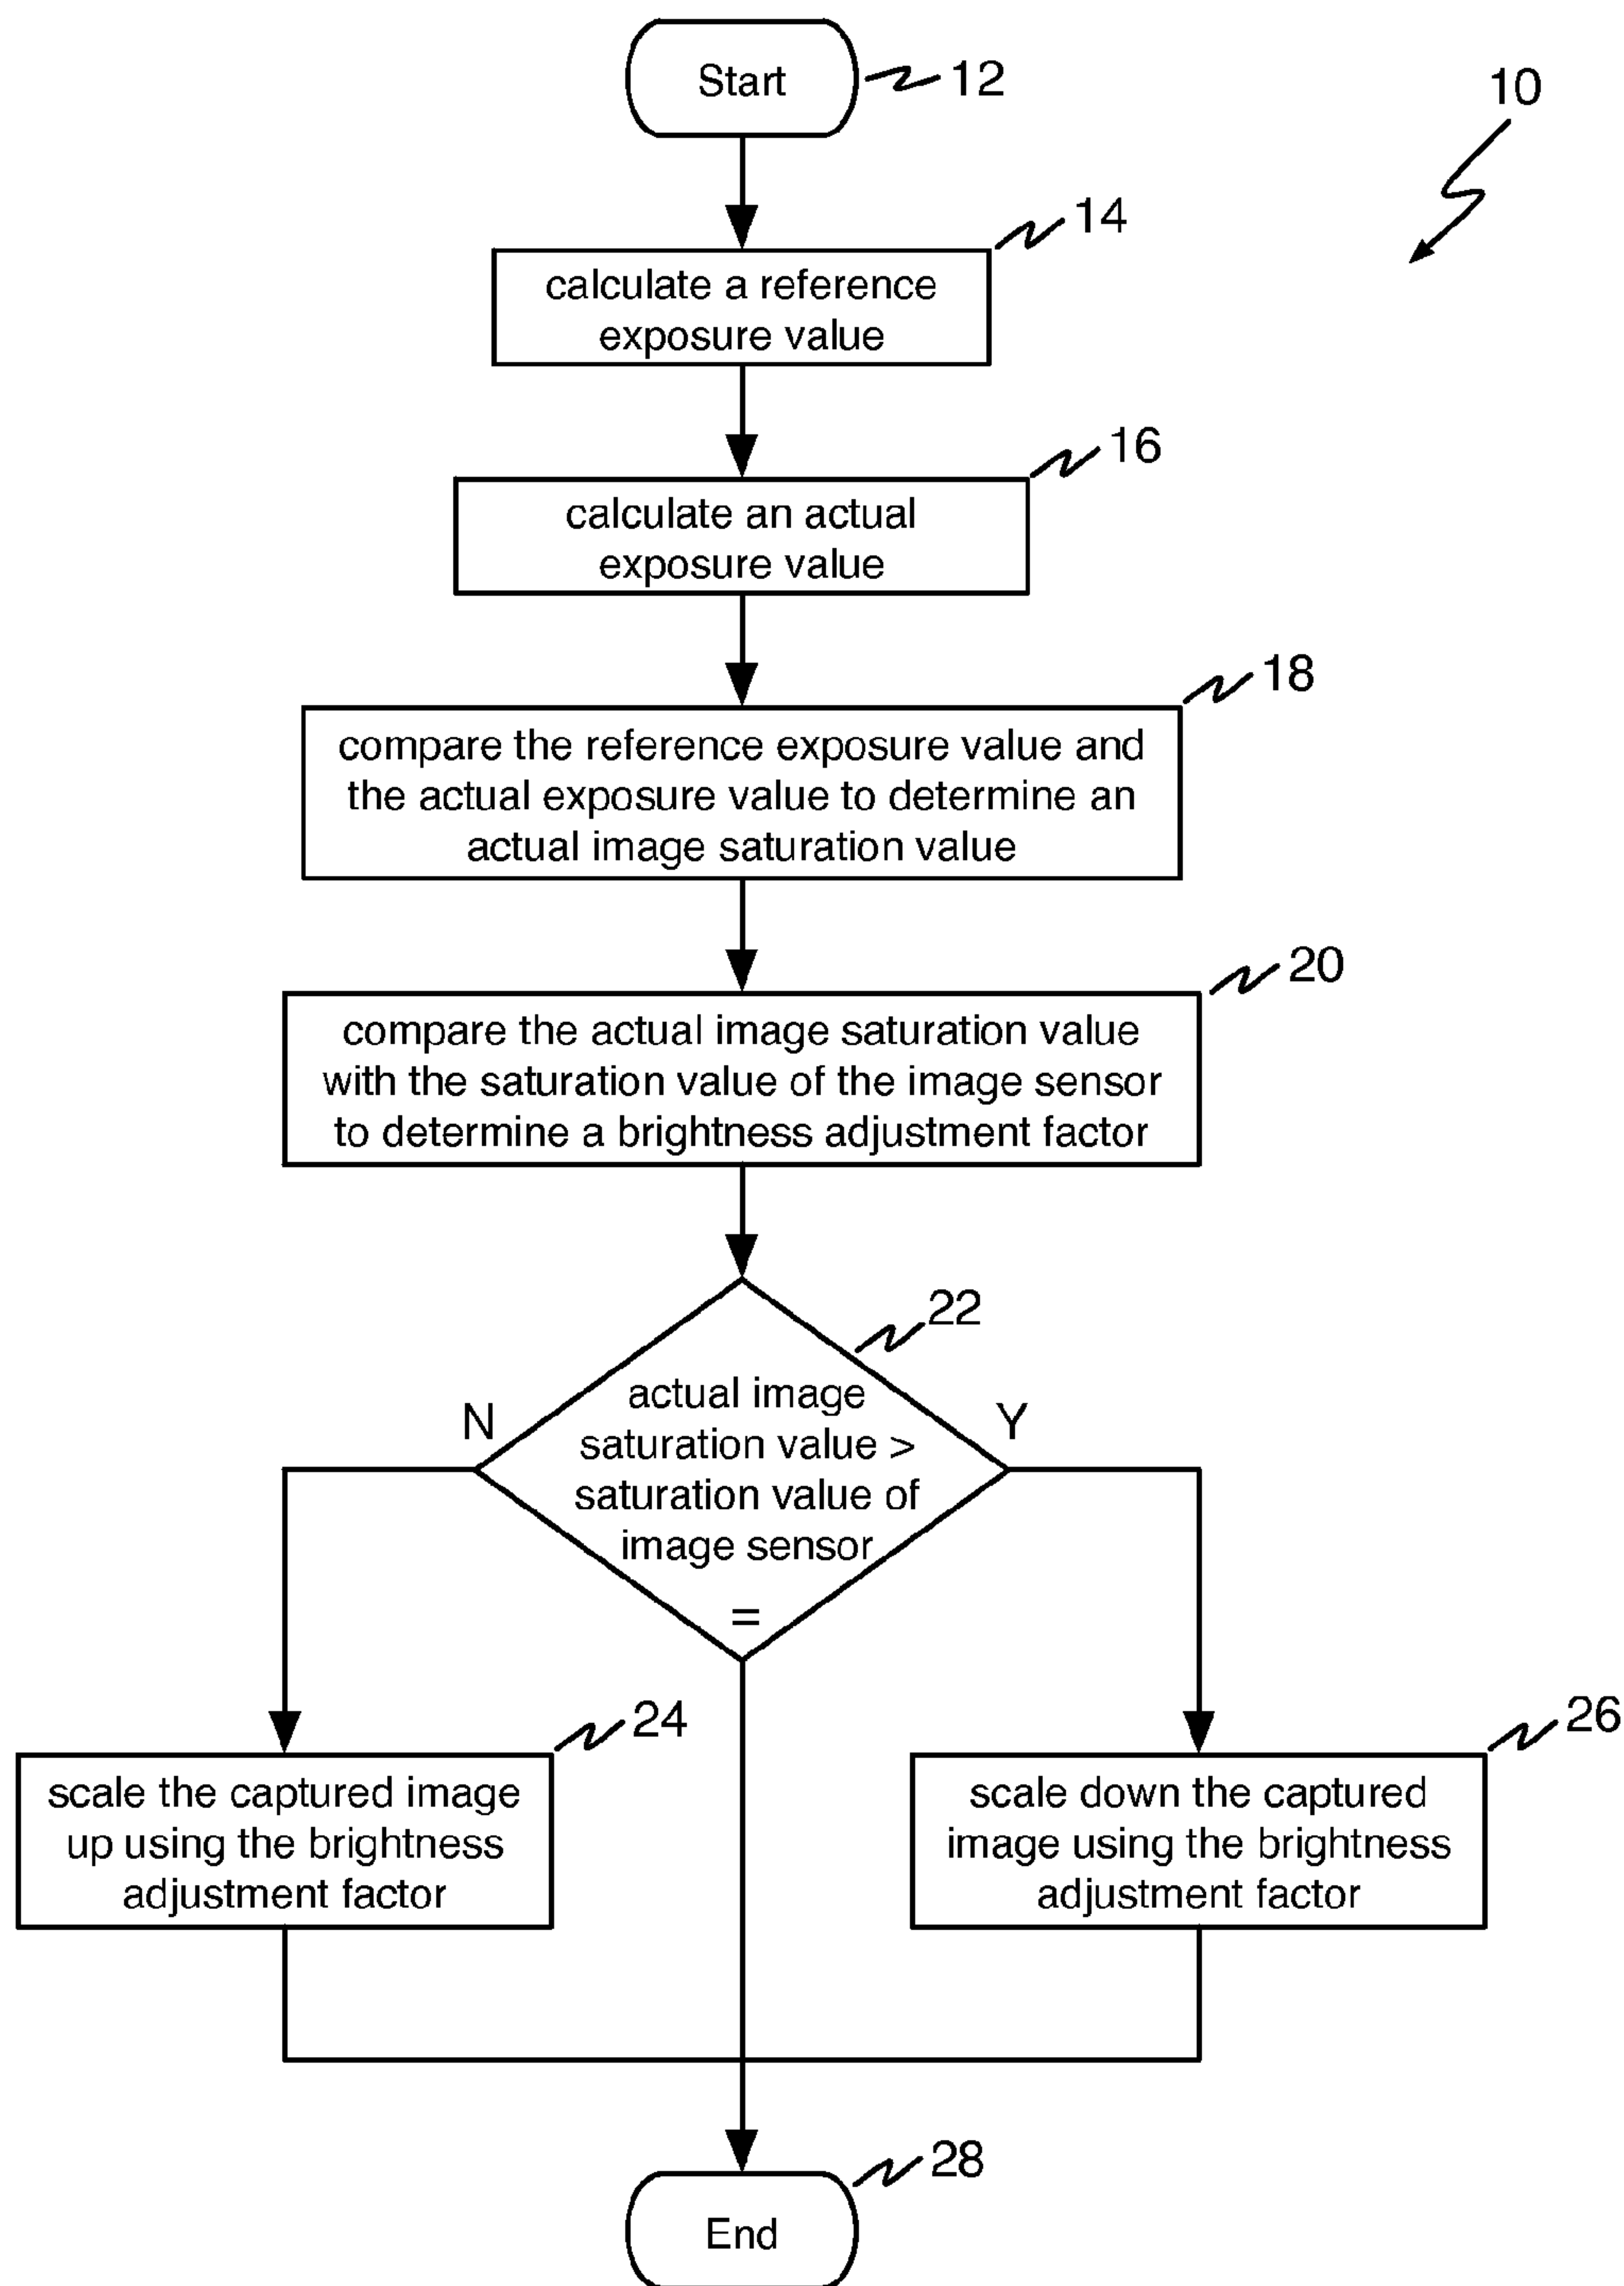 Start
12
10
14
calculate a reference
exposure value
16
calculate an actual
exposure value
18
compare the reference exposure value and
the actual exposure value to determine an
actual image saturation value
20
compare the actual image saturation value
with the saturation value of the image sensor
to determine a brightness adjustment factor
22
N
Y
actual image
saturation value >
saturation value of
image sensor
=
24
scale the captured image
up using the brightness
adjustment factor
26
scale down the captured
image using the brightness
adjustment factor
28
End